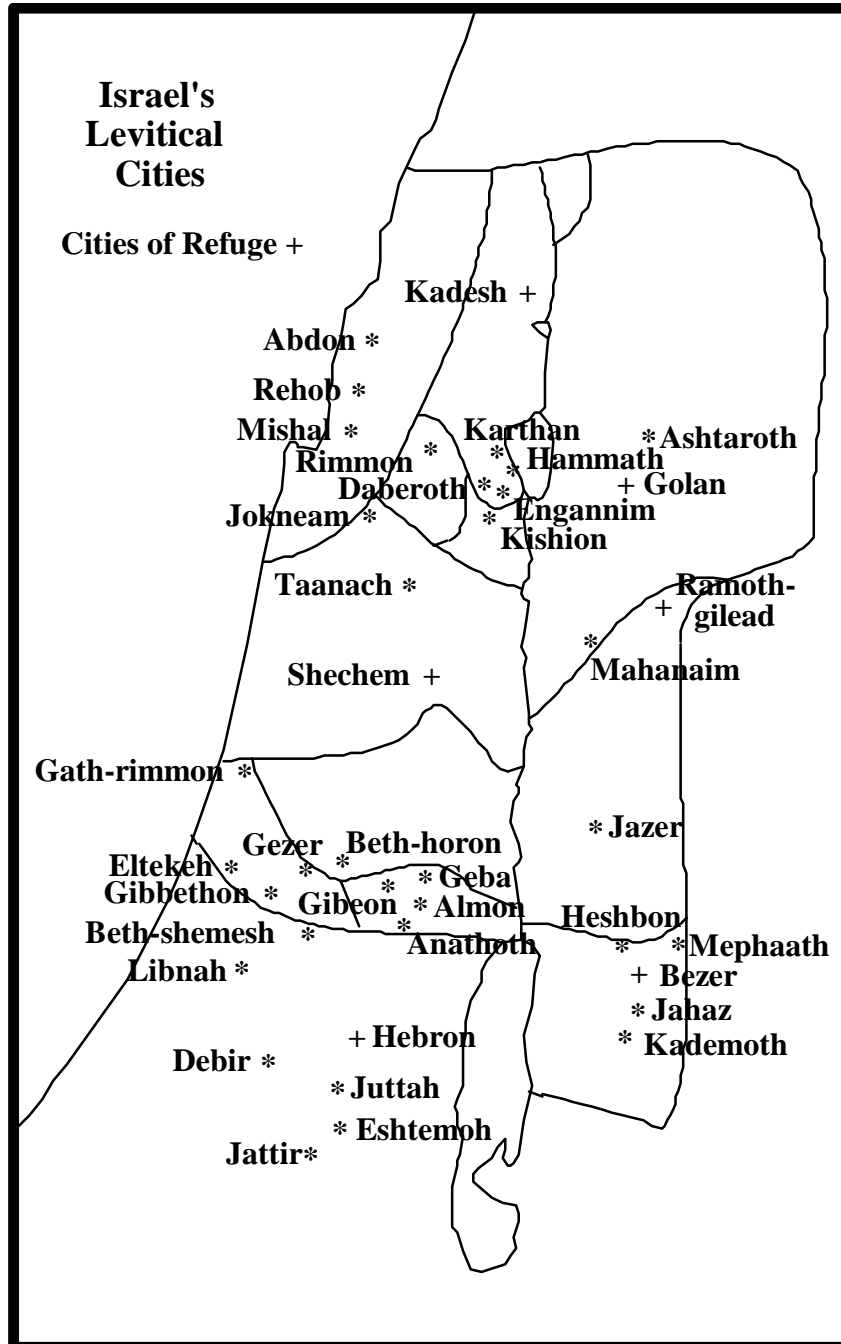 Israel's
Levitical
Cities
Cities of Refuge +
Kadesh +
Abdon *
Rehob *
Mishal *
Karthan
* Ashtaroth
Rimmon *
* Hammath
Daberoth *
+ Golan
Jokneam *
* Engannim
* Kishion
Taanach *
+ Ramoth-
gilead
Shechem +
* Mahanaim
Gath-rimmon *
* Jazer
Gezer *
* Beth-horon
Eltekeh *
* Geba
Gibbethon *
Gibeon *
* Almon
Heshbon *
Beth-shemesh *
* Anathoth
* Mephaath
Libnah *
+ Bezer
* Jahaz
+ Hebron
* Kademoth
Debir *
* Juttah
* Eshtemoh
Jattir *